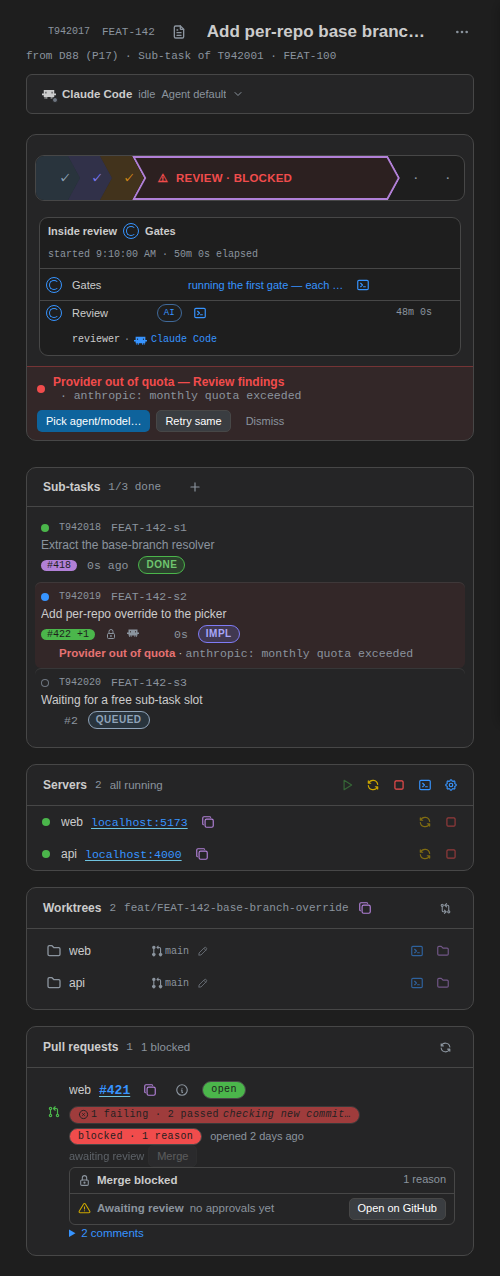 T942017 FEAT-142 Add per-repo base branc… ···
from D88 (P17) · Sub-task of T942001 · FEAT-100
Claude Code idle Agent default
✓ ✓ ✓ REVIEW · BLOCKED · ·
Inside review Gates
started 9:10:00 AM · 50m 0s elapsed
Gates running the first gate — each …
Review AI 48m 0s
reviewer · Claude Code
Provider out of quota — Review findings
· anthropic: monthly quota exceeded
Pick agent/model… Retry same Dismiss
Sub-tasks 1/3 done
T942018 FEAT-142-s1
Extract the base-branch resolver
#418 0s ago DONE
T942019 FEAT-142-s2
Add per-repo override to the picker
#422 +1 0s IMPL
Provider out of quota · anthropic: monthly quota exceeded
T942020 FEAT-142-s3
Waiting for a free sub-task slot
#2 QUEUED
Servers 2 all running
web localhost:5173
api localhost:4000
Worktrees 2 feat/FEAT-142-base-branch-override
web main
api main
Pull requests 1 1 blocked
web #421 open
1 failing · 2 passed checking new commit…
blocked · 1 reason opened 2 days ago
awaiting review Merge
Merge blocked 1 reason
Awaiting review no approvals yet Open on GitHub
2 comments